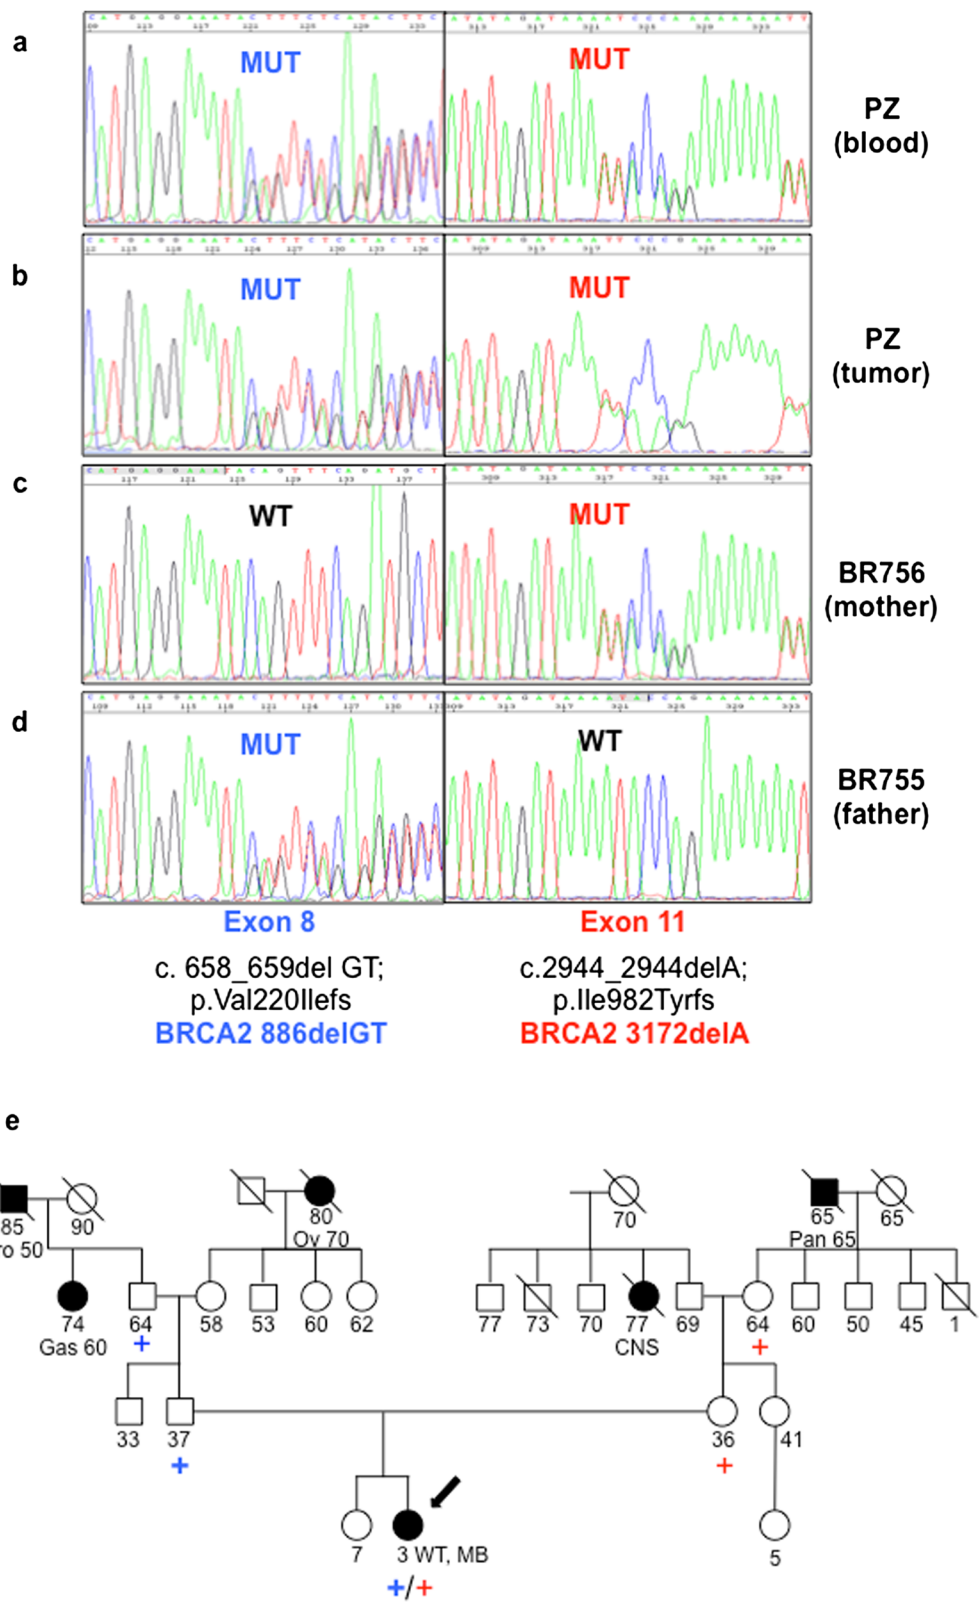 a
MUT
MUT
PZ
(blood)
b
MUT
MUT
PZ
(tumor)
c
WT
MUT
BR756
(mother)
d
MUT
WT
BR755
(father)
Exon 8
Exon 11
c. 658_659del GT;
c.2944_2944delA;
p.Val220Ilefs
p.Ile982Tyrfs
BRCA2 886delGT
BRCA2 3172delA
e
85
90
80
70
65
65
ro 50
Ov 70
Pan 65
74
64
58
53
60
62
77
73
70
77
69
64
60
50
45
1
Gas 60
+
CNS
+
33
37
36
41
+
+
7
3 WT, MB
5
+/+